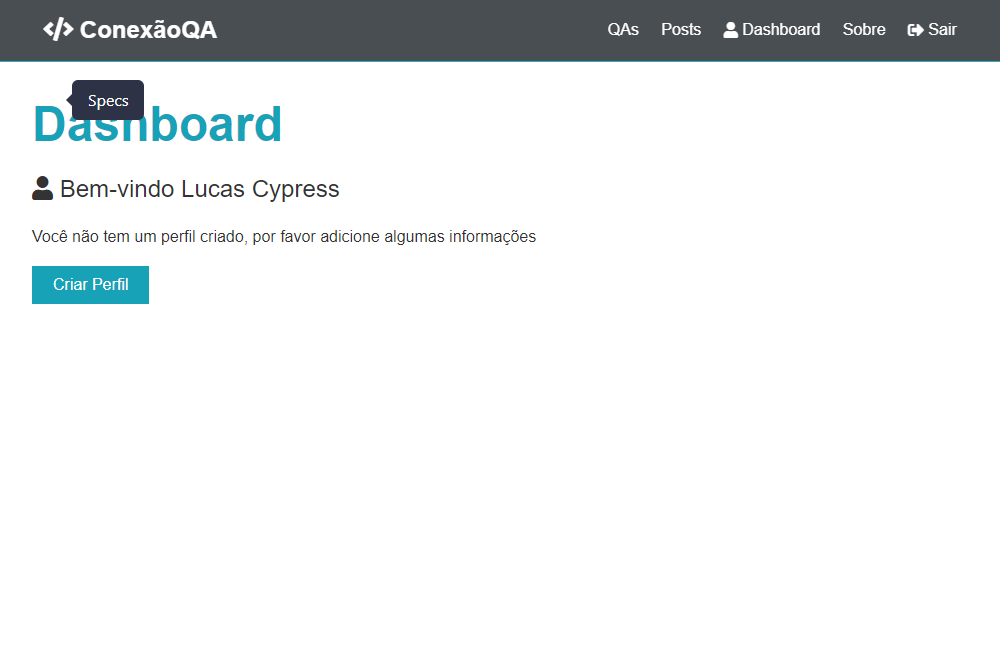 ConexãoQA QAs Posts Dashboard Sobre Sair
Specs
Dashboard
Bem-vindo Lucas Cypress
Você não tem um perfil criado, por favor adicione algumas informações
Criar Perfil